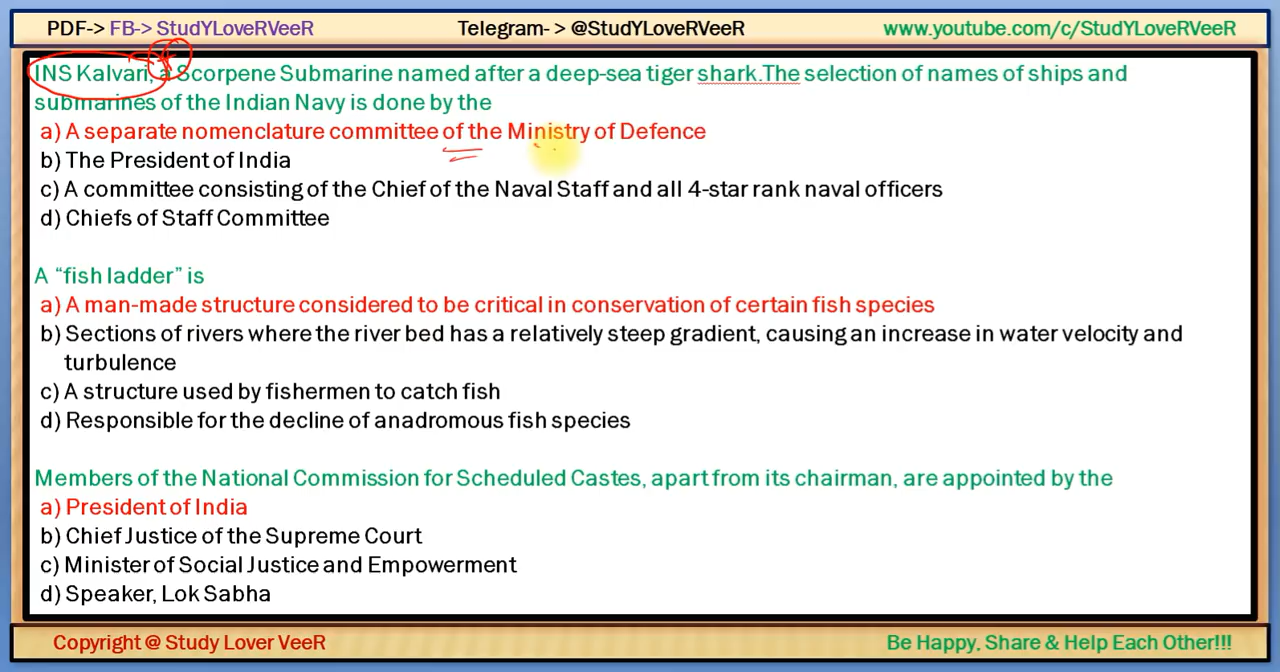 PDF-> FB-> StudYLoveRVeeR Telegram- > @StudYLoveRVeeR www.youtube.com/c/StudYLoveRVeeR
INS Kalvari, a Scorpene Submarine named after a deep-sea tiger shark.The selection of names of ships and
submarines of the Indian Navy is done by the
a) A separate nomenclature committee of the Ministry of Defence
b) The President of India
c) A committee consisting of the Chief of the Naval Staff and all 4-star rank naval officers
d) Chiefs of Staff Committee
A “fish ladder” is
a) A man-made structure considered to be critical in conservation of certain fish species
b) Sections of rivers where the river bed has a relatively steep gradient, causing an increase in water velocity and
turbulence
c) A structure used by fishermen to catch fish
d) Responsible for the decline of anadromous fish species
Members of the National Commission for Scheduled Castes, apart from its chairman, are appointed by the
a) President of India
b) Chief Justice of the Supreme Court
c) Minister of Social Justice and Empowerment
d) Speaker, Lok Sabha
Copyright @ Study Lover VeeR Be Happy, Share & Help Each Other!!!